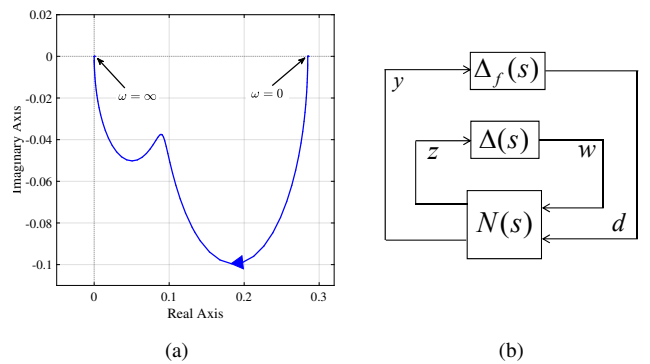 0.02
0
-0.02
-0.04
-0.06
-0.08
-0.1
0
0.1
0.2
0.3
Imaginary Axis
Real Axis
ω = ∞
ω = 0
(a)
Δf(s)
y
Δ(s)
z
w
N(s)
d
(b)